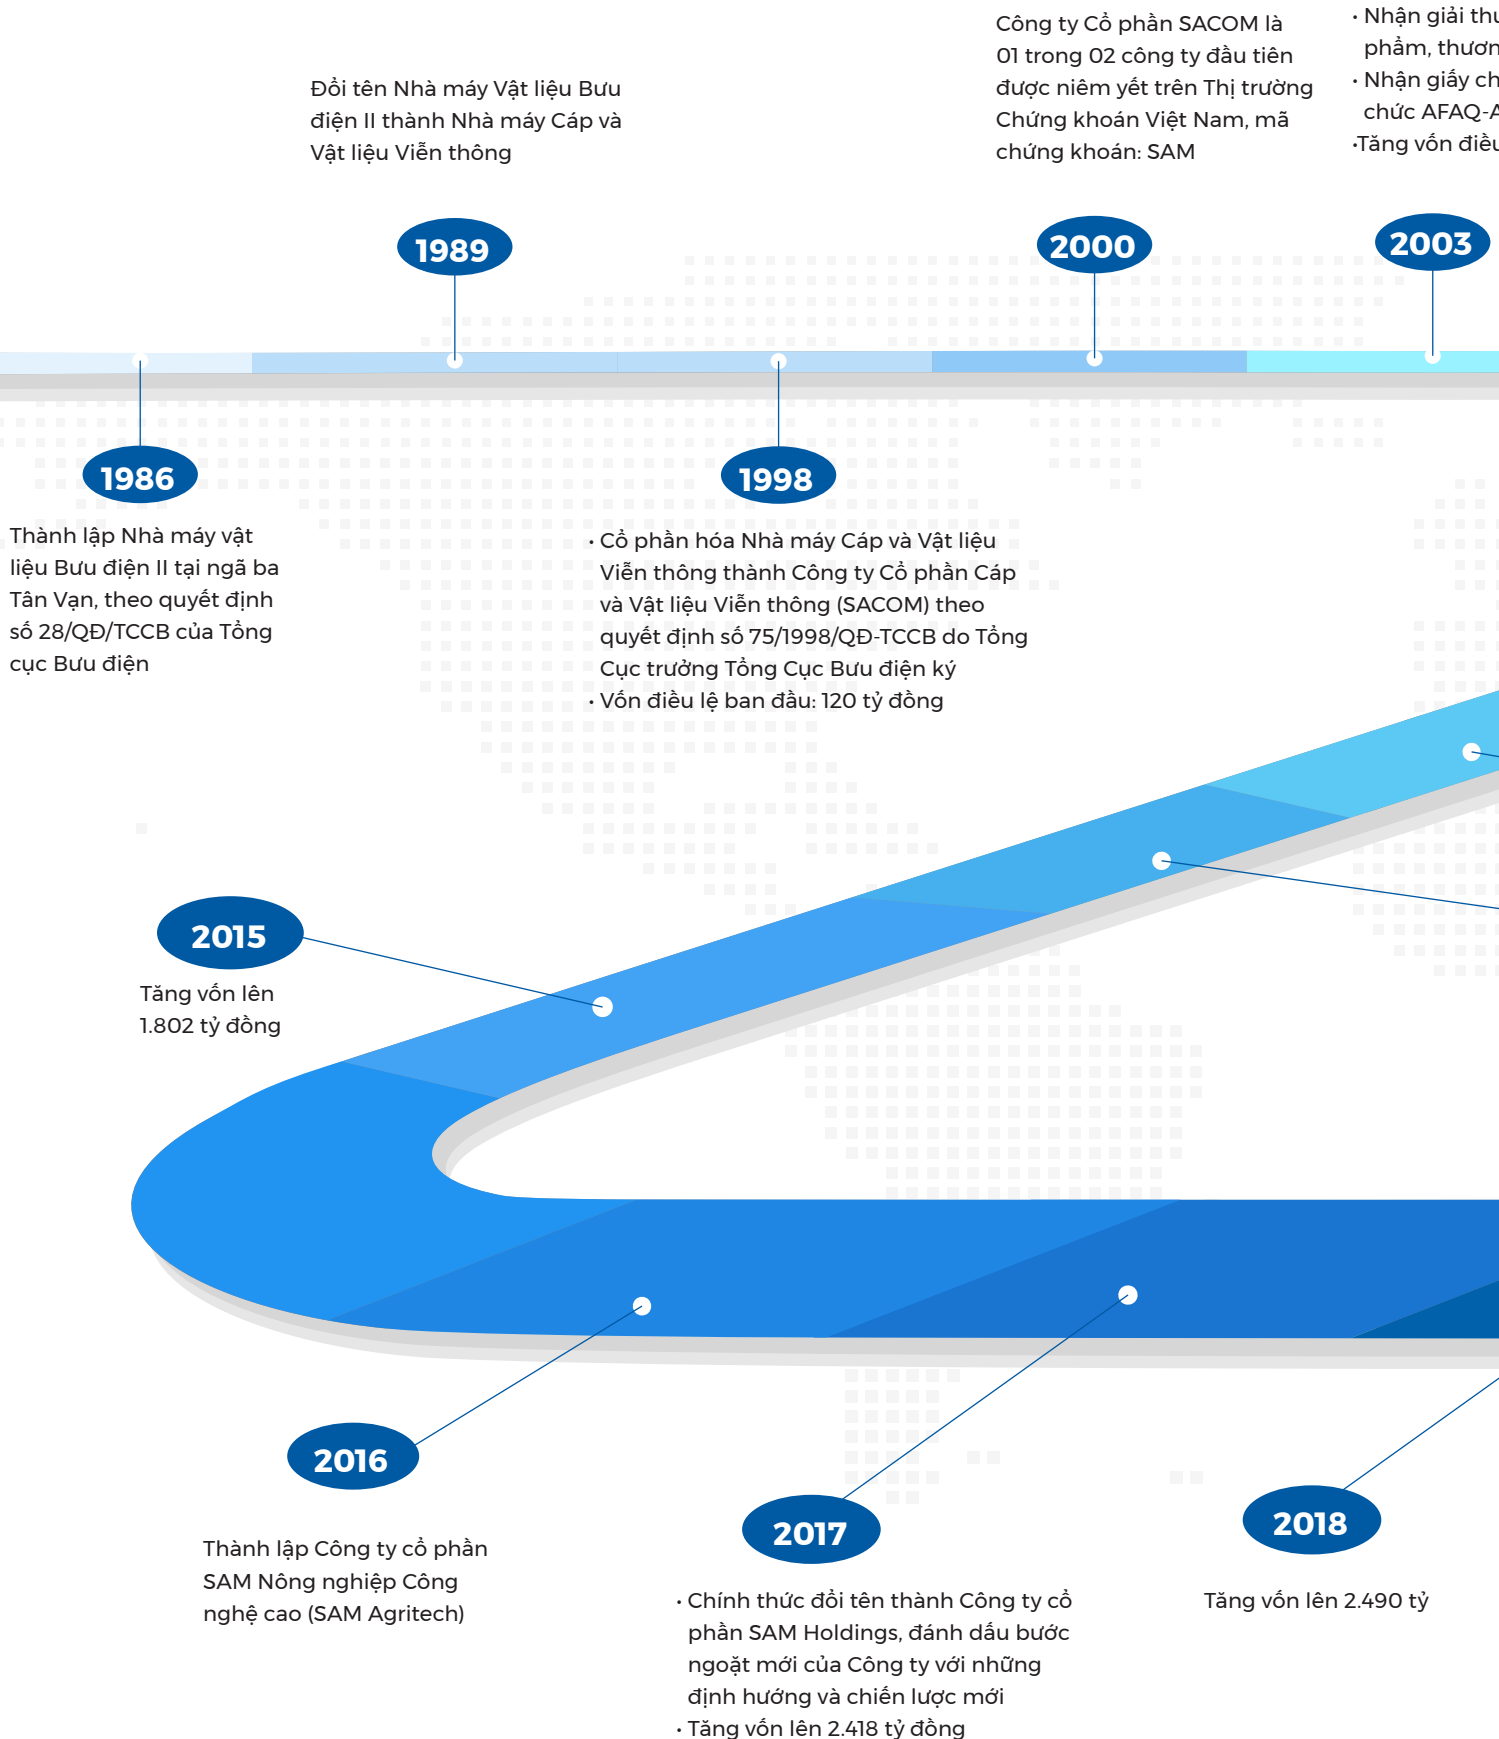 Công ty Cổ phần SACOM là
01 trong 02 công ty đầu tiên
được niêm yết trên Thị trường
Chứng khoán Việt Nam, mã
chứng khoán: SAM
• Nhận giải
phẩm,
• Nhận giấy
chức
•Tăng vốn
Đổi tên Nhà máy Vật liệu Bưu
điện II thành Nhà máy Cáp và
Vật liệu Viễn thông
1989
2000
2003
1986
1998
Thành lập Nhà máy vật
liệu Bưu điện II tại ngã ba
Tân Vạn, theo quyết định
số 28/QĐ/TCCB của Tổng
cục Bưu điện
• Cổ phần hóa Nhà máy Cáp và Vật liệu
Viễn thông thành Công ty Cổ phần Cáp
và Vật liệu Viễn thông (SACOM) theo
quyết định số 75/1998/QĐ-TCCB do Tổng
Cục trưởng Tổng Cục Bưu điện ký
• Vốn điều lệ ban đầu: 120 tỷ đồng
2015
Tăng vốn lên
1.802 tỷ đồng
2016
Thành lập Công ty cổ phần
SAM Nông nghiệp Công
nghệ cao (SAM Agritech)
2017
• Chính thức đổi tên thành Công ty cổ
phần SAM Holdings, đánh dấu bước
ngoặt mới của Công ty với những
định hướng và chiến lược mới
• Tăng vốn lên 2.418 tỷ đồng
2018
Tăng vốn lên 2.490 tỷ